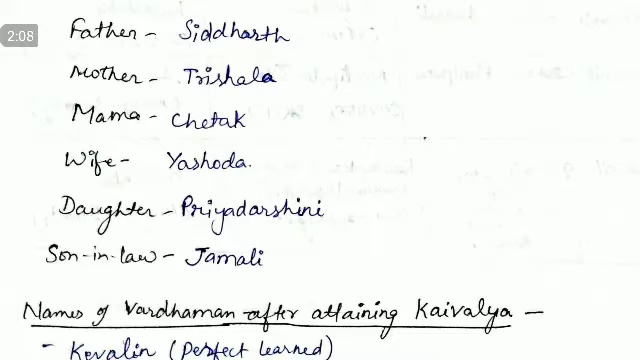 2:08
Father - Siddharth
Mother - Trishala
Mama - Chetak
Wife - Yashoda.
Daughter - Priyadarshini
Son-in-law - Jamali
Names of Vardhaman after attaining Kaivalya -
- Kevalin (Perfect learned)